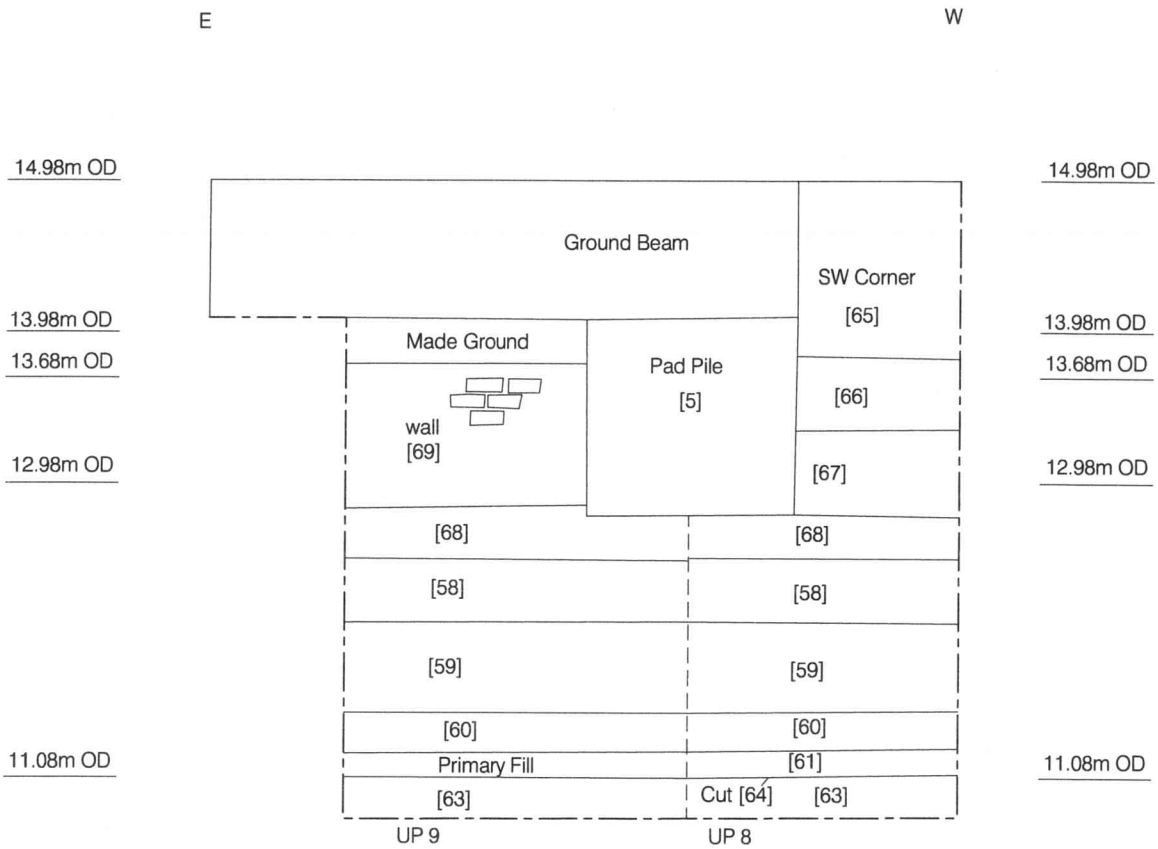 E
W
14.98m OD
14.98m OD
Ground Beam
SW Corner
[65]
13.98m OD
13.98m OD
Made Ground
13.68m OD
13.68m OD
Pad Pile
[5]
[66]
wall
[69]
12.98m OD
12.98m OD
[67]
[68]
[68]
[58]
[58]
[59]
[59]
[60]
[60]
11.08m OD
11.08m OD
Primary Fill
[61]
[63]
Cut [64]
[63]
UP 9
UP 8